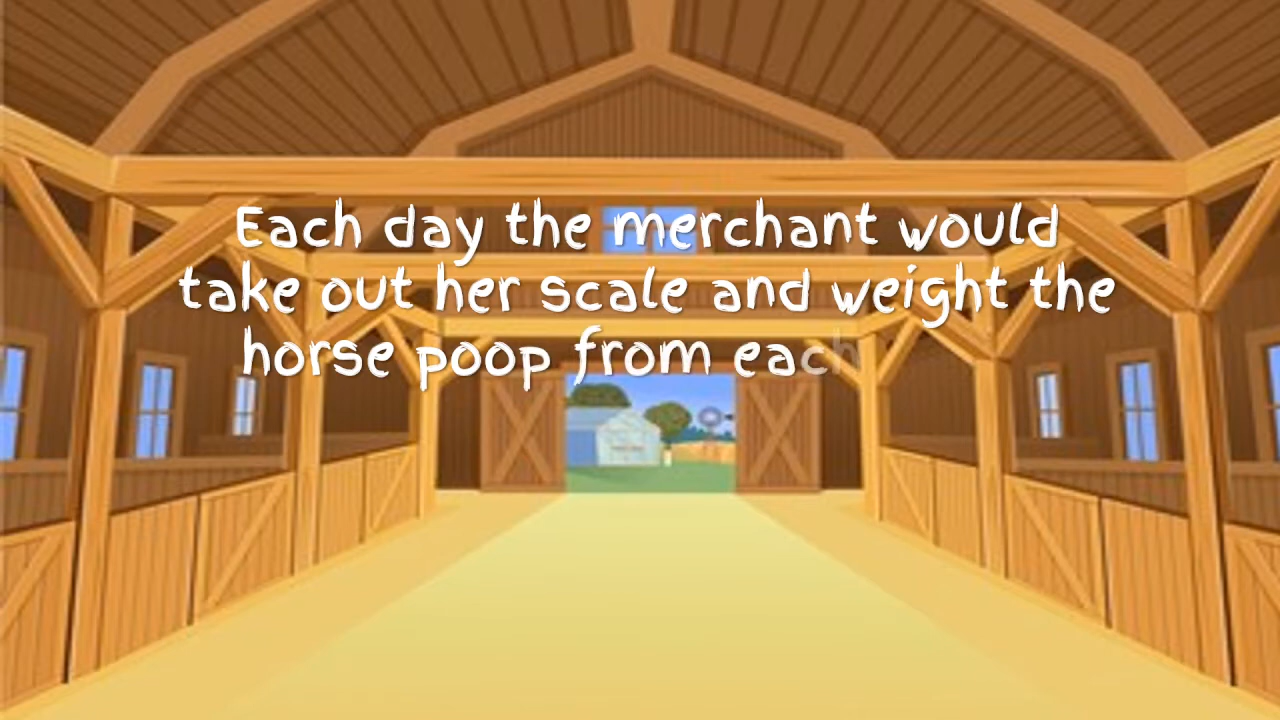 Each day the merchant would
take out her scale and weight the
horse poop from each